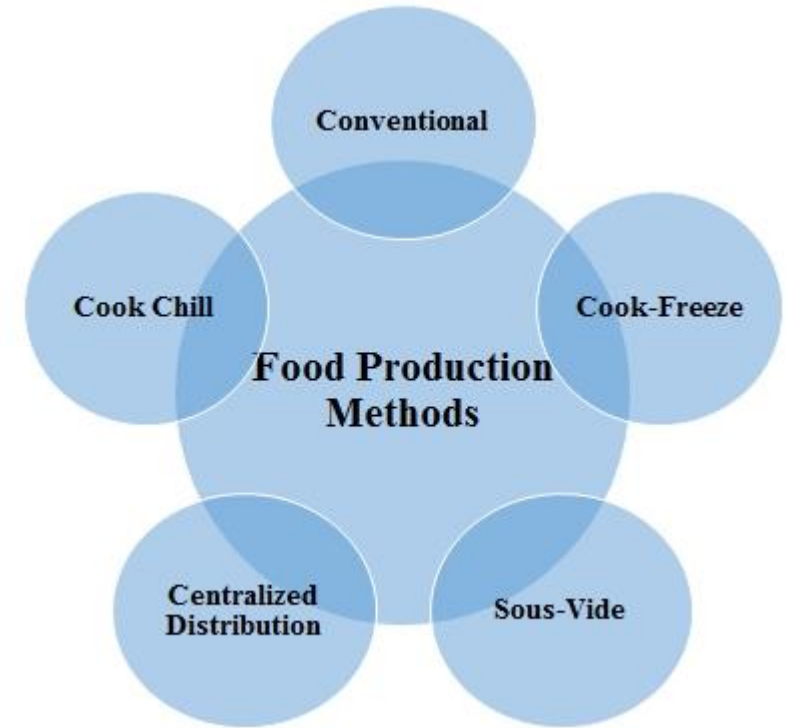 Conventional
Cook Chill
Cook-Freeze
Food Production
Methods
Centralized
Distribution
Sous-Vide